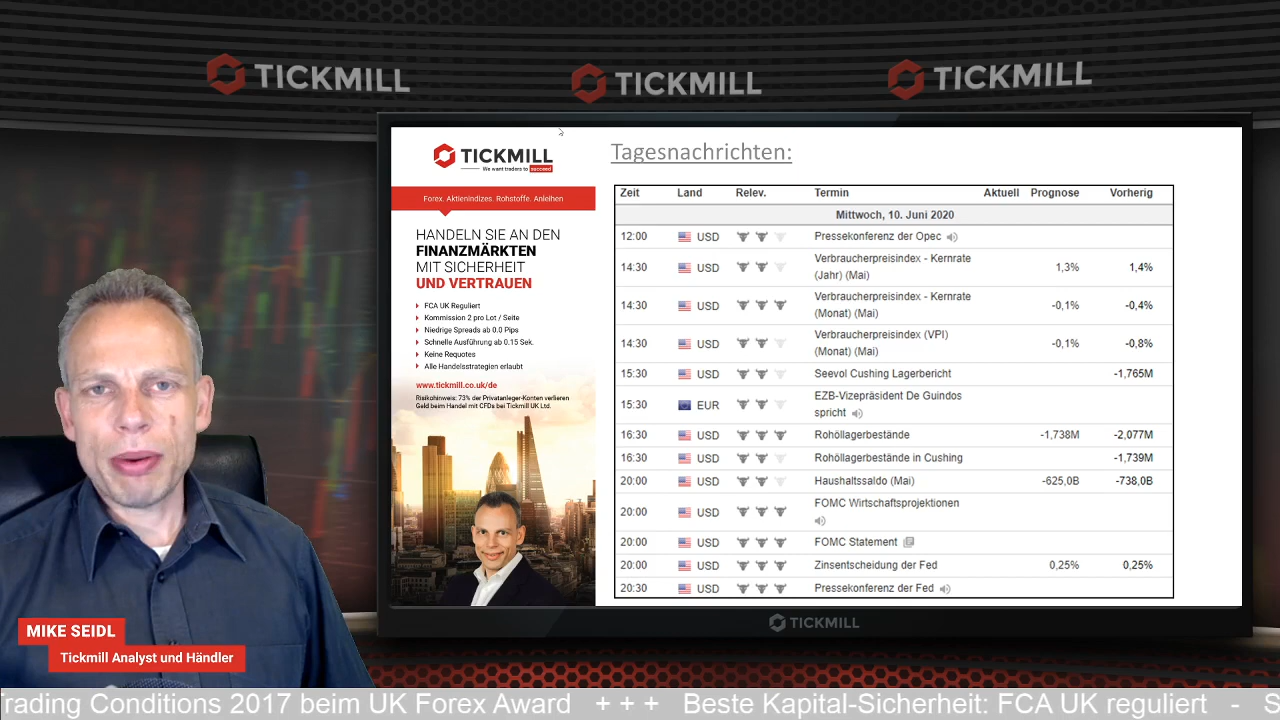 TICKMILL
TICKMILL
TICKMILL
TICKMILL
We want traders to succeed
Forex. Aktienindizes. Rohstoffe. Anleihen
HANDELN SIE AN DEN
FINANZMÄRKTEN
MIT SICHERHEIT
UND VERTRAUEN
FCA UK Reguliert
Kommission 2 pro Lot / Seite
Niedrige Spreads ab 0.0 Pips
Schnelle Ausführung ab 0.15 Sek.
Keine Requotes
Alle Handelsstrategien erlaubt
www.tickmill.co.uk/de
Risikohinweis: 73% der Privatanleger-Konten verlieren
Geld beim Handel mit CFDs bei Tickmill UK Ltd.
Tagesnachrichten:
Zeit Land Relev. Termin Aktuell Prognose Vorherig
Mittwoch, 10. Juni 2020
12:00 USD Pressekonferenz der Opec
14:30 USD Verbraucherpreisindex - Kernrate
(Jahr) (Mai) 1,3% 1,4%
14:30 USD Verbraucherpreisindex - Kernrate
(Monat) (Mai) -0,1% -0,4%
14:30 USD Verbraucherpreisindex (VPI)
(Monat) (Mai) -0,1% -0,8%
15:30 USD Seevol Cushing Lagerbericht -1,765M
15:30 EUR EZB-Vizepräsident De Guindos
spricht
16:30 USD Rohöllagerbestände -1,738M -2,077M
16:30 USD Rohöllagerbestände in Cushing -1,739M
20:00 USD Haushaltssaldo (Mai) -625,0B -738,0B
20:00 USD FOMC Wirtschaftsprojektionen
20:00 USD FOMC Statement
20:00 USD Zinsentscheidung der Fed 0,25% 0,25%
20:30 USD Pressekonferenz der Fed
TICKMILL
MIKE SEIDL
Tickmill Analyst und Händler
rading Conditions 2017 beim UK Forex Award + + + Beste Kapital-Sicherheit: FCA UK reguliert - S